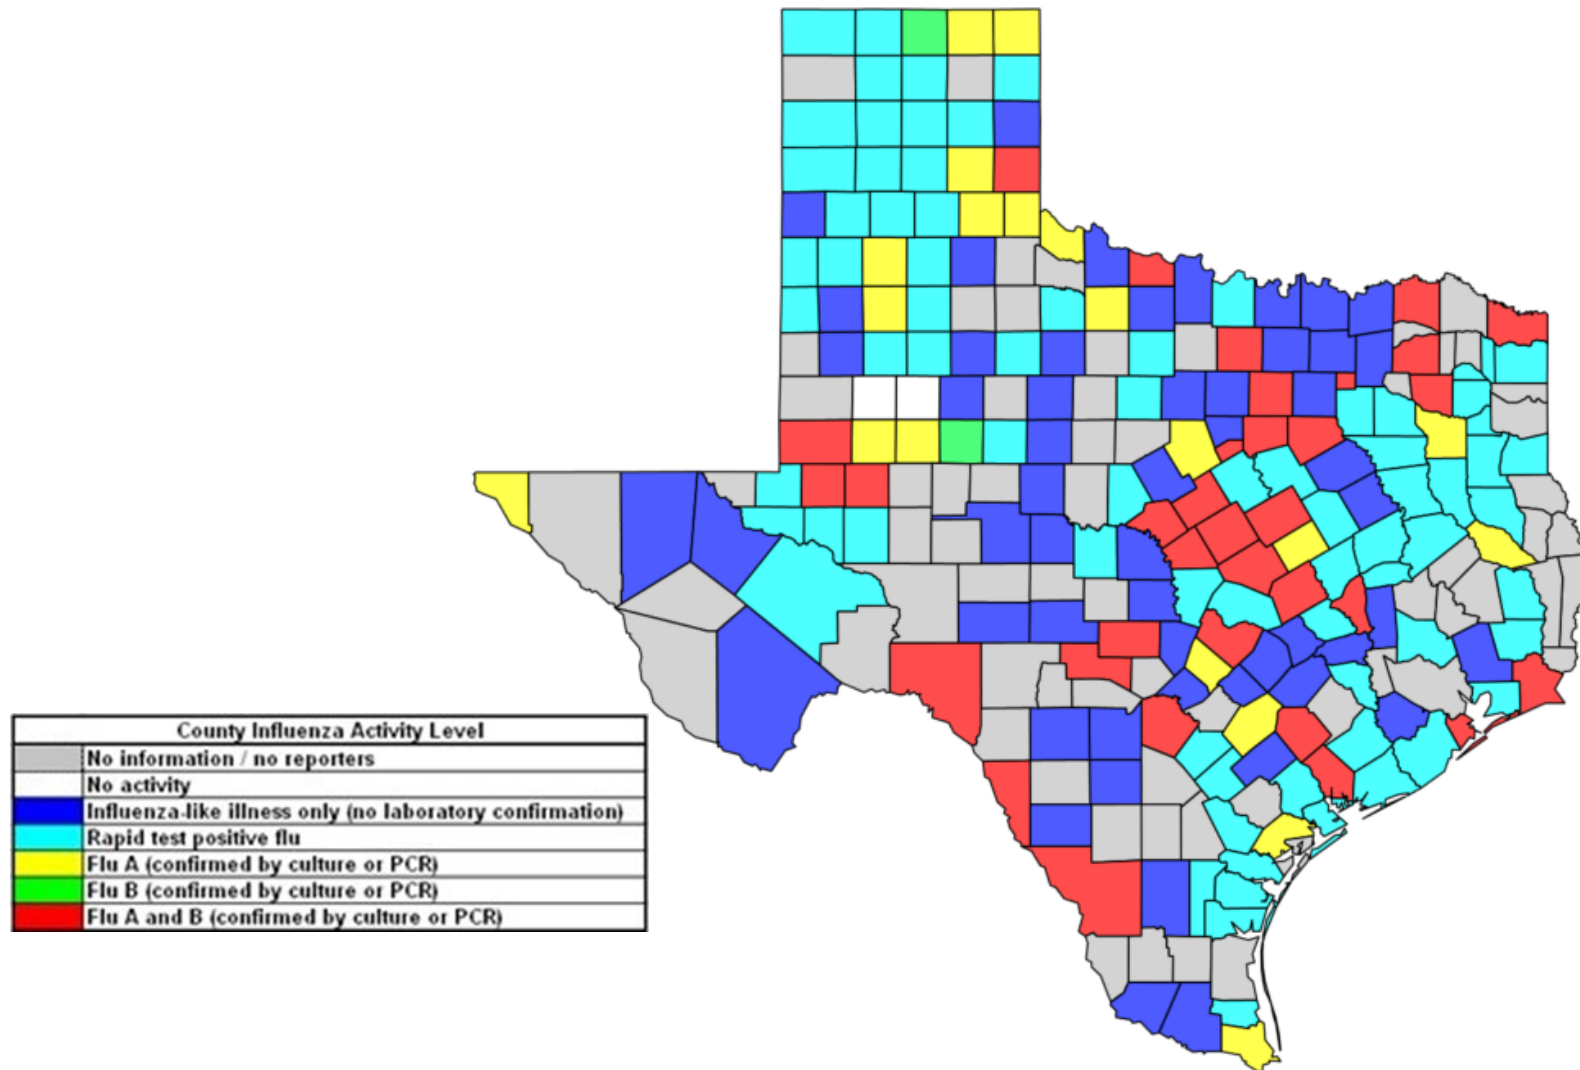 County Influenza Activity Level
No information / no reporters
No activity
Influenza-like illness only (no laboratory confirmation)
Rapid test positive flu
Flu A (confirmed by culture or PCR)
Flu B (confirmed by culture or PCR)
Flu A and B (confirmed by culture or PCR)